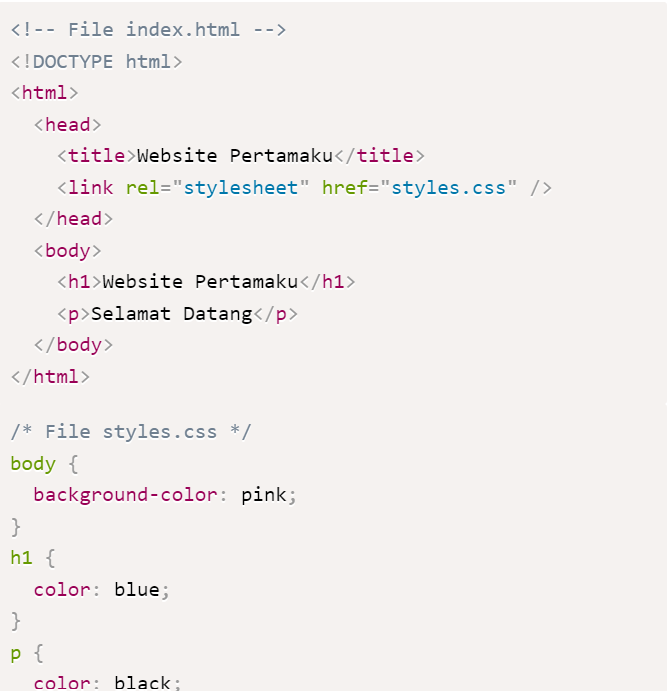 <!-- File index.html -->
<!DOCTYPE html>
<html>
  <head>
    <title>Website Pertamaku</title>
    <link rel="stylesheet" href="styles.css" />
  </head>
  <body>
    <h1>Website Pertamaku</h1>
    <p>Selamat Datang</p>
  </body>
</html>

/* File styles.css */
body {
  background-color: pink;
}
h1 {
  color: blue;
}
p {
  color: black;